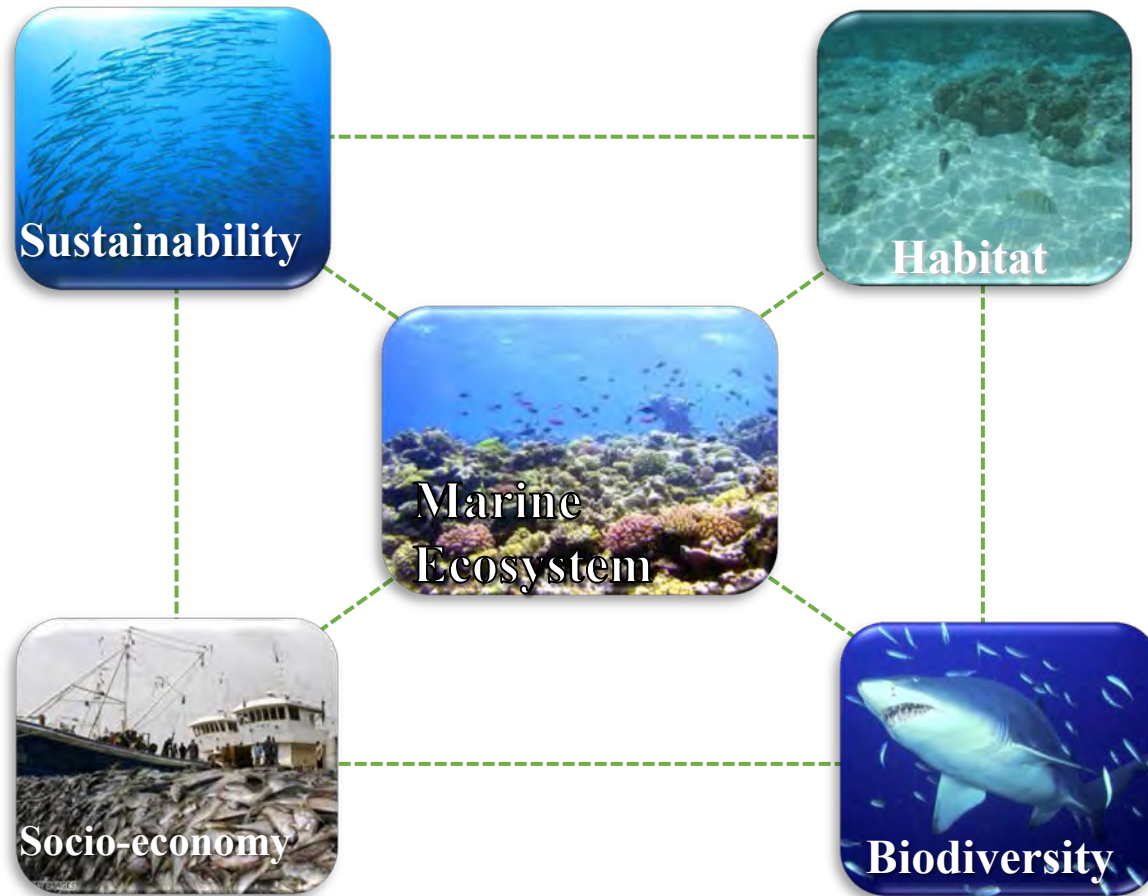 Sustainability
Habitat
Marine
Ecosystem
Socio-economy
Biodiversity